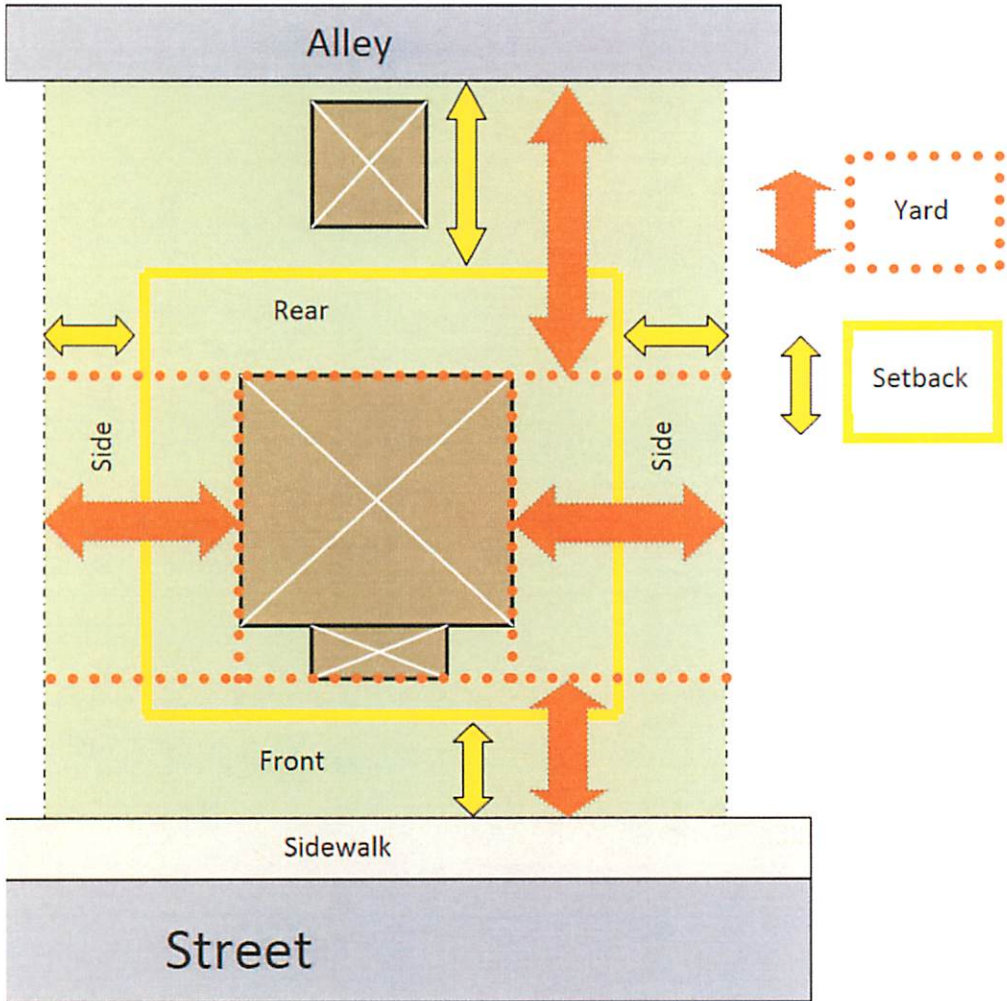 Alley
Yard
Rear
Setback
Side
Side
Front
Sidewalk
Street